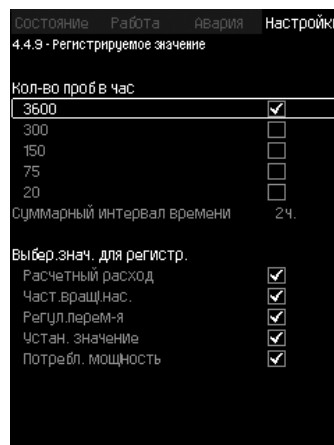 Состояние Работа Авария Настройки
4.4.9 - Регистрируемое значение
Кол-во проб в час
3600
300
150
75
20
Суммарный интервал времени 2ч.
Выбер.знач. для регистр.
Расчетный расход
Част.вращ.нас.
Регул.перем-я
Устан. значение
Потребл. мощность